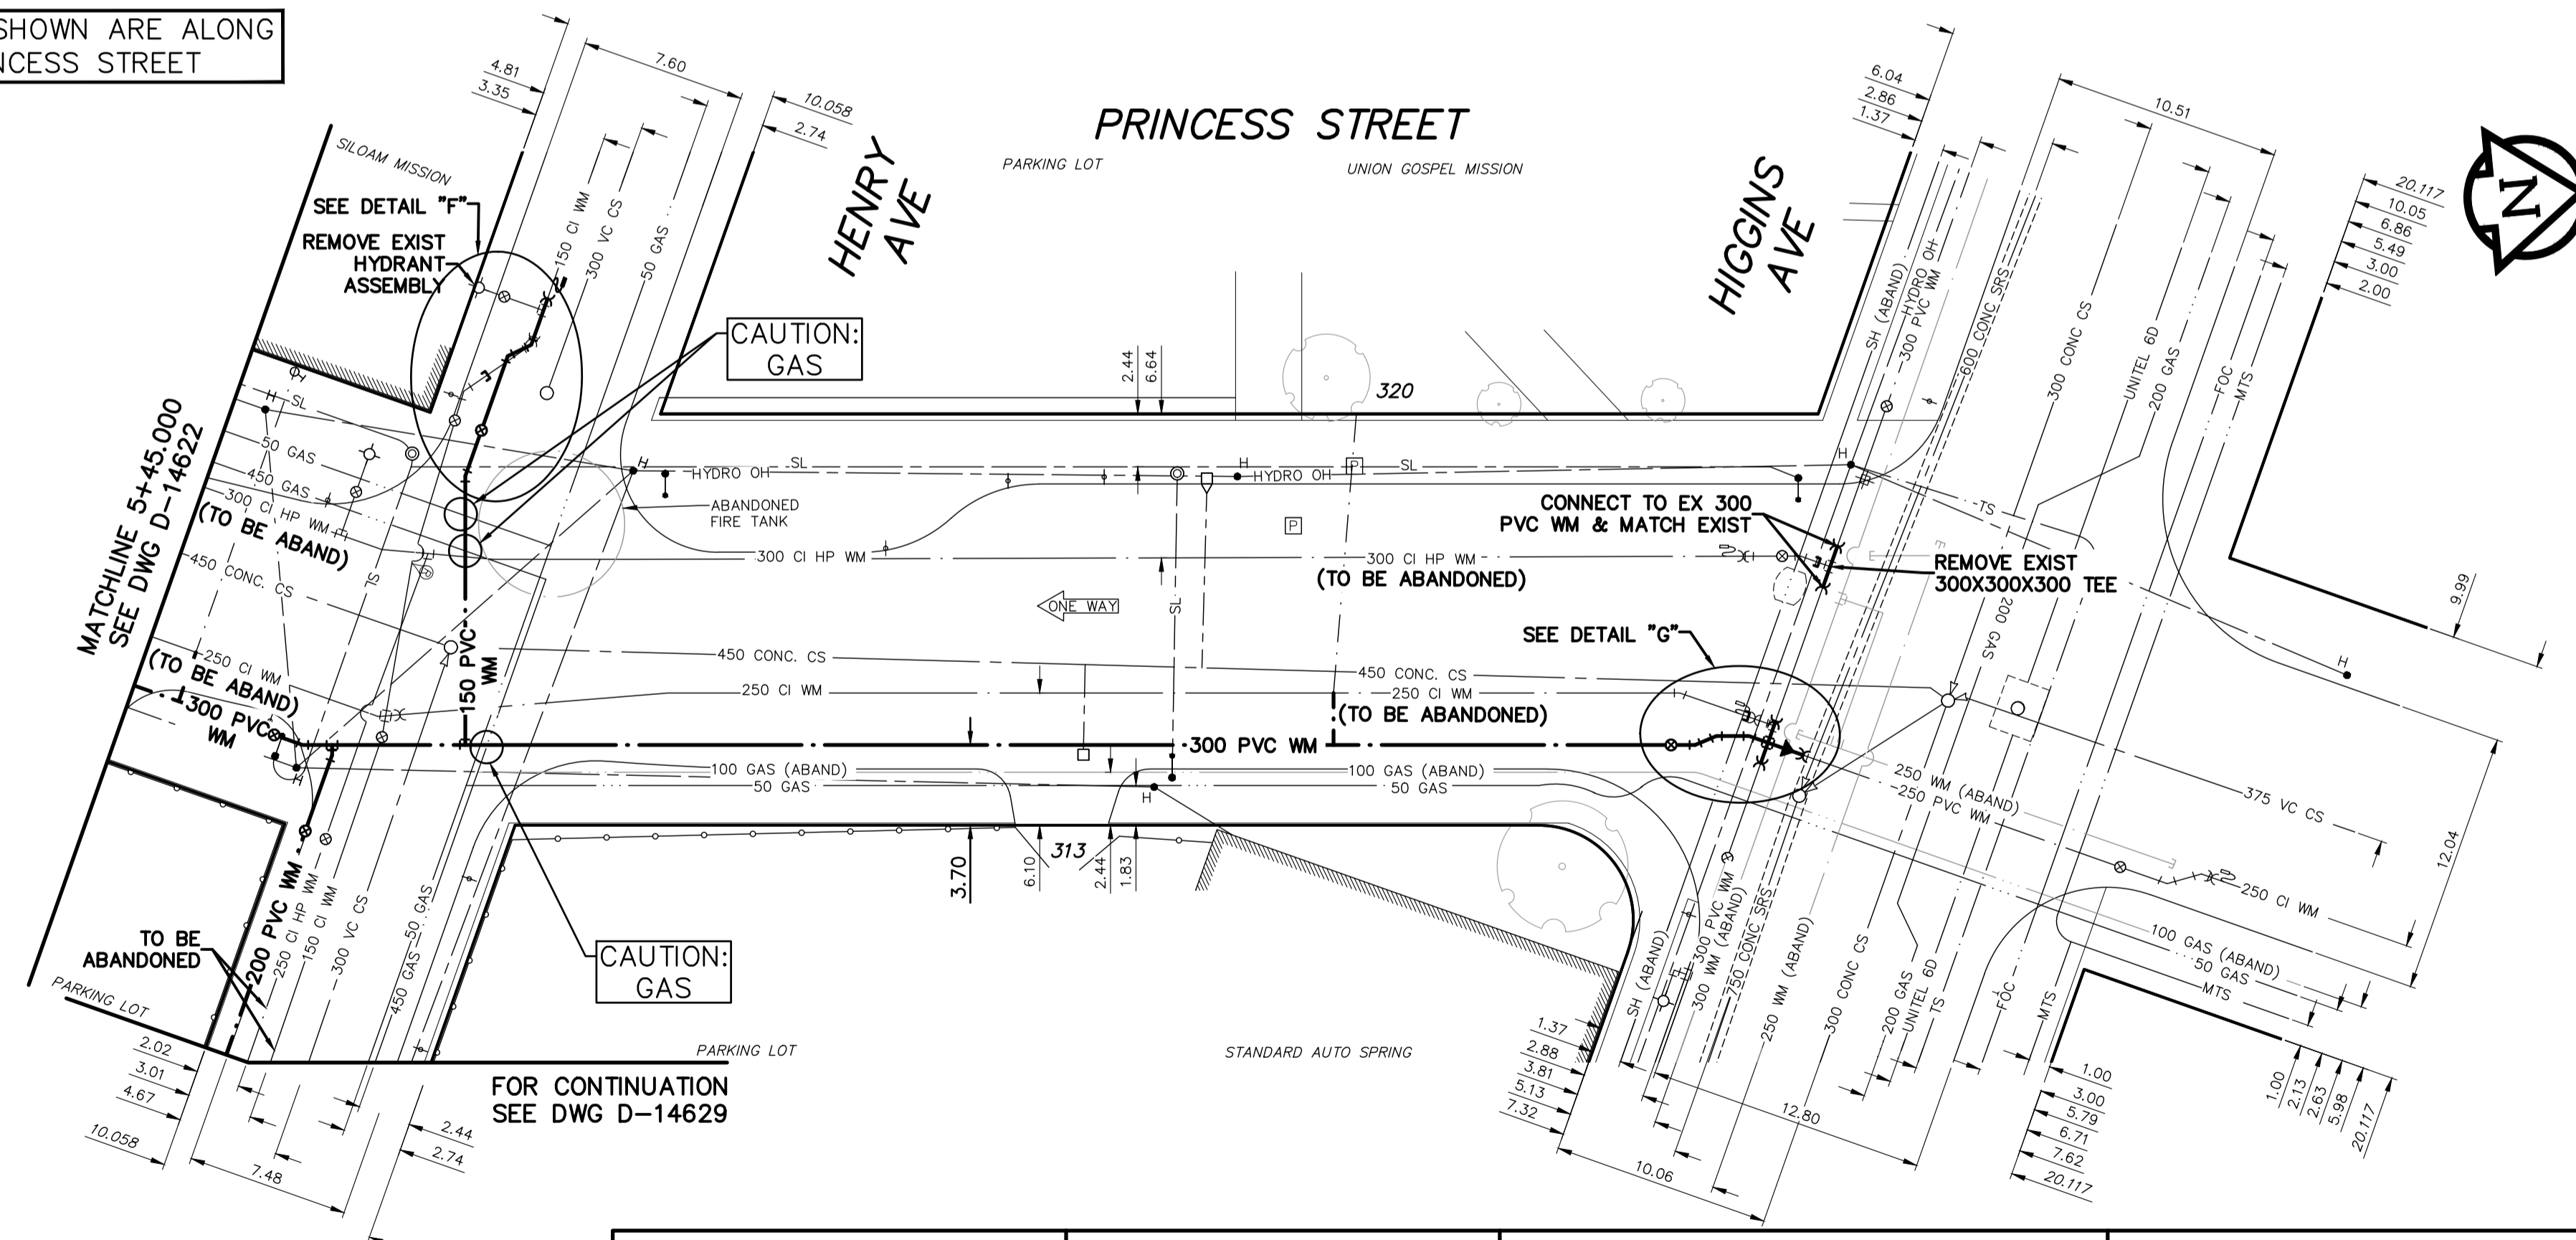 SHOWN ARE ALONG
NCESS STREET
4.81
3.35
7.60
10.058
2.74
PRINCESS STREET
PARKING LOT
UNION GOSPEL MISSION
HENRY
AVE
HIGGINS
AVE
6.04
2.86
1.37
10.51
20.117
10.05
6.86
5.49
3.00
2.00
N
SILOAM MISSION
SEE DETAIL "F"
REMOVE EXIST
HYDRANT
ASSEMBLY
150 CI WM
300 VC CS
50 GAS
CAUTION:
GAS
MATCHLINE 5+45.000
SEE DWG D-14622
H
SL
50 GAS
450 GAS
300 CI HP WM
(TO BE ABAND)
450 CONC. CS
SL
250 CI WM
(TO BE ABAND)
300 PVC
WM
H
150 PVC
WM
H
HYDRO OH
SL
ABANDONED
FIRE TANK
300 CI HP WM
2.44
6.64
320
H
HYDRO OH
P
SL
P
300 CI HP WM
(TO BE ABANDONED)
ONE WAY
SL
450 CONC. CS
250 CI WM
450 CONC. CS
250 CI WM
(TO BE ABANDONED)
300 PVC WM
100 GAS (ABAND)
50 GAS
H
100 GAS (ABAND)
50 GAS
313
3.70
6.10
2.44
1.83
CONNECT TO EX 300
PVC WM & MATCH EXIST
REMOVE EXIST
300X300X300 TEE
SEE DETAIL "G"
H
SH (ABAND)
HYDRO OH
300 PVC WM
600 CONC SRS
300 CONC CS
UNITEL 6D
200 GAS
FOC
MTS
TS
200 GAS
H
9.99
250 WM (ABAND)
250 PVC WM
375 VC CS
250 CI WM
100 GAS (ABAND)
50 GAS
MTS
12.04
SH (ABAND)
300 PVC WM
300 WM (ABAND)
750 CONC SRS
250 WM (ABAND)
300 CONC CS
200 GAS
UNITEL 6D
TS
FOC
MTS
TO BE
ABANDONED
PARKING LOT
200 PVC WM
250 CI HP WM
150 CI WM
300 VC CS
450 GAS
50 GAS
CAUTION:
GAS
PARKING LOT
STANDARD AUTO SPRING
FOR CONTINUATION
SEE DWG D-14629
2.02
3.01
4.67
10.058
7.48
2.44
2.74
1.37
2.88
3.81
5.13
7.32
10.06
12.80
1.00
3.00
5.79
6.71
7.62
20.117
1.00
2.13
2.63
5.98
20.117